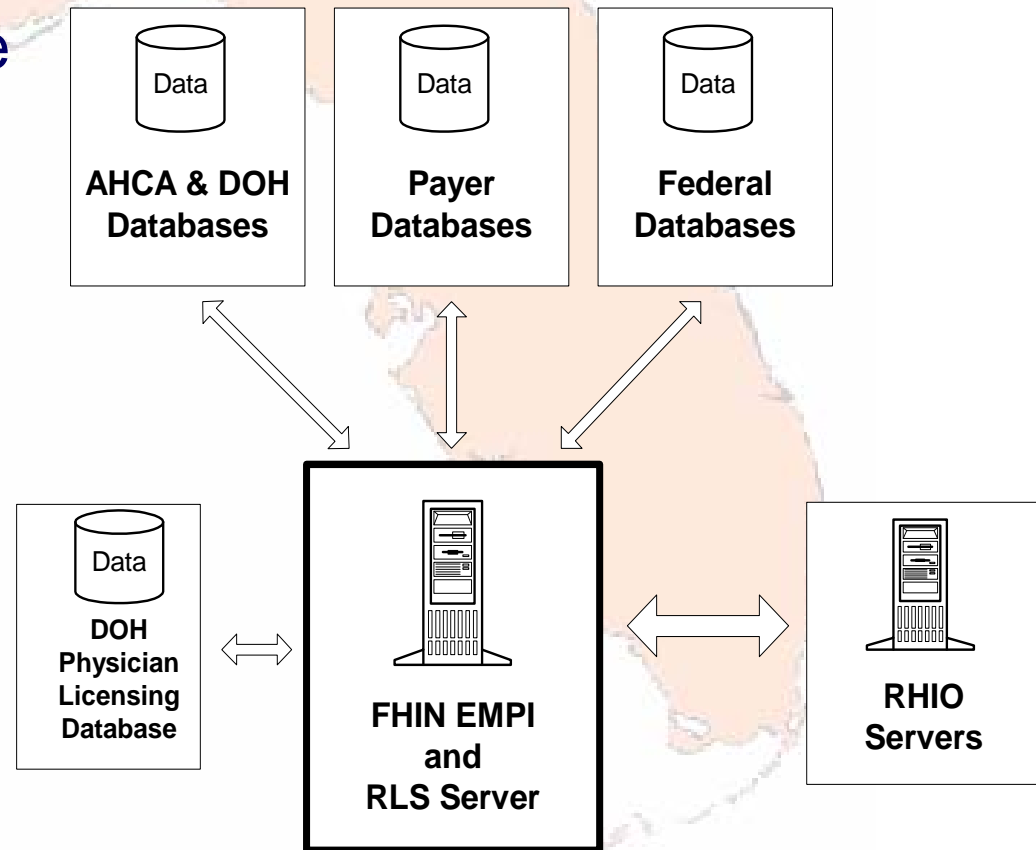 e
Data
AHCA & DOH
Databases
Data
Payer
Databases
Data
Federal
Databases
Data
DOH
Physician
Licensing
Database
FHIN EMPI
and
RLS Server
RHIO
Servers